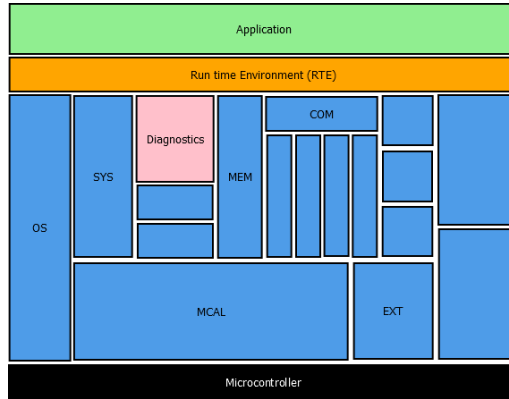 Application
Run time Environment (RTE)
OS
SYS
Diagnostics
MEM
COM
MCAL
EXT
Microcontroller